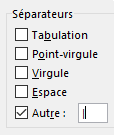 Séparateurs
Tabulation
Point-virgule
Virgule
Espace
Autre : |